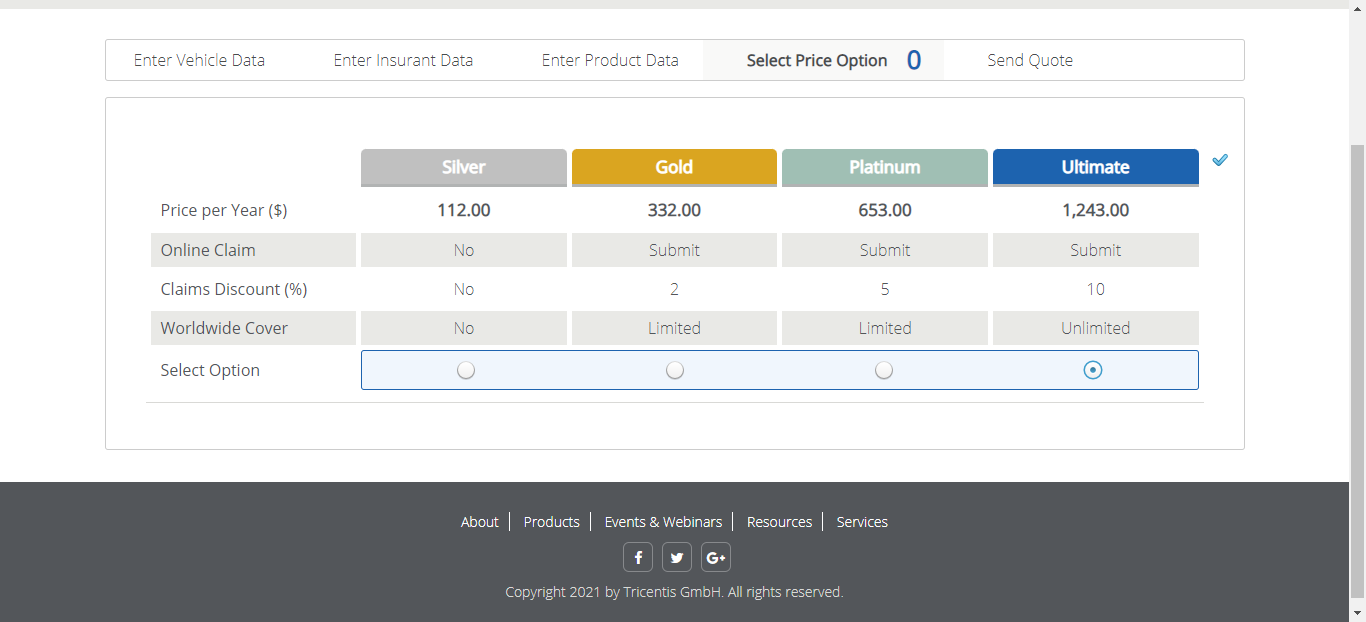 Enter Vehicle Data Enter Insurant Data Enter Product Data Select Price Option 0 Send Quote
Silver Gold Platinum Ultimate
Price per Year ($) 112.00 332.00 653.00 1,243.00
Online Claim No Submit Submit Submit
Claims Discount (%) No 2 5 10
Worldwide Cover No Limited Limited Unlimited
Select Option
About Products Events & Webinars Resources Services
f G+
Copyright 2021 by Tricentis GmbH. All rights reserved.